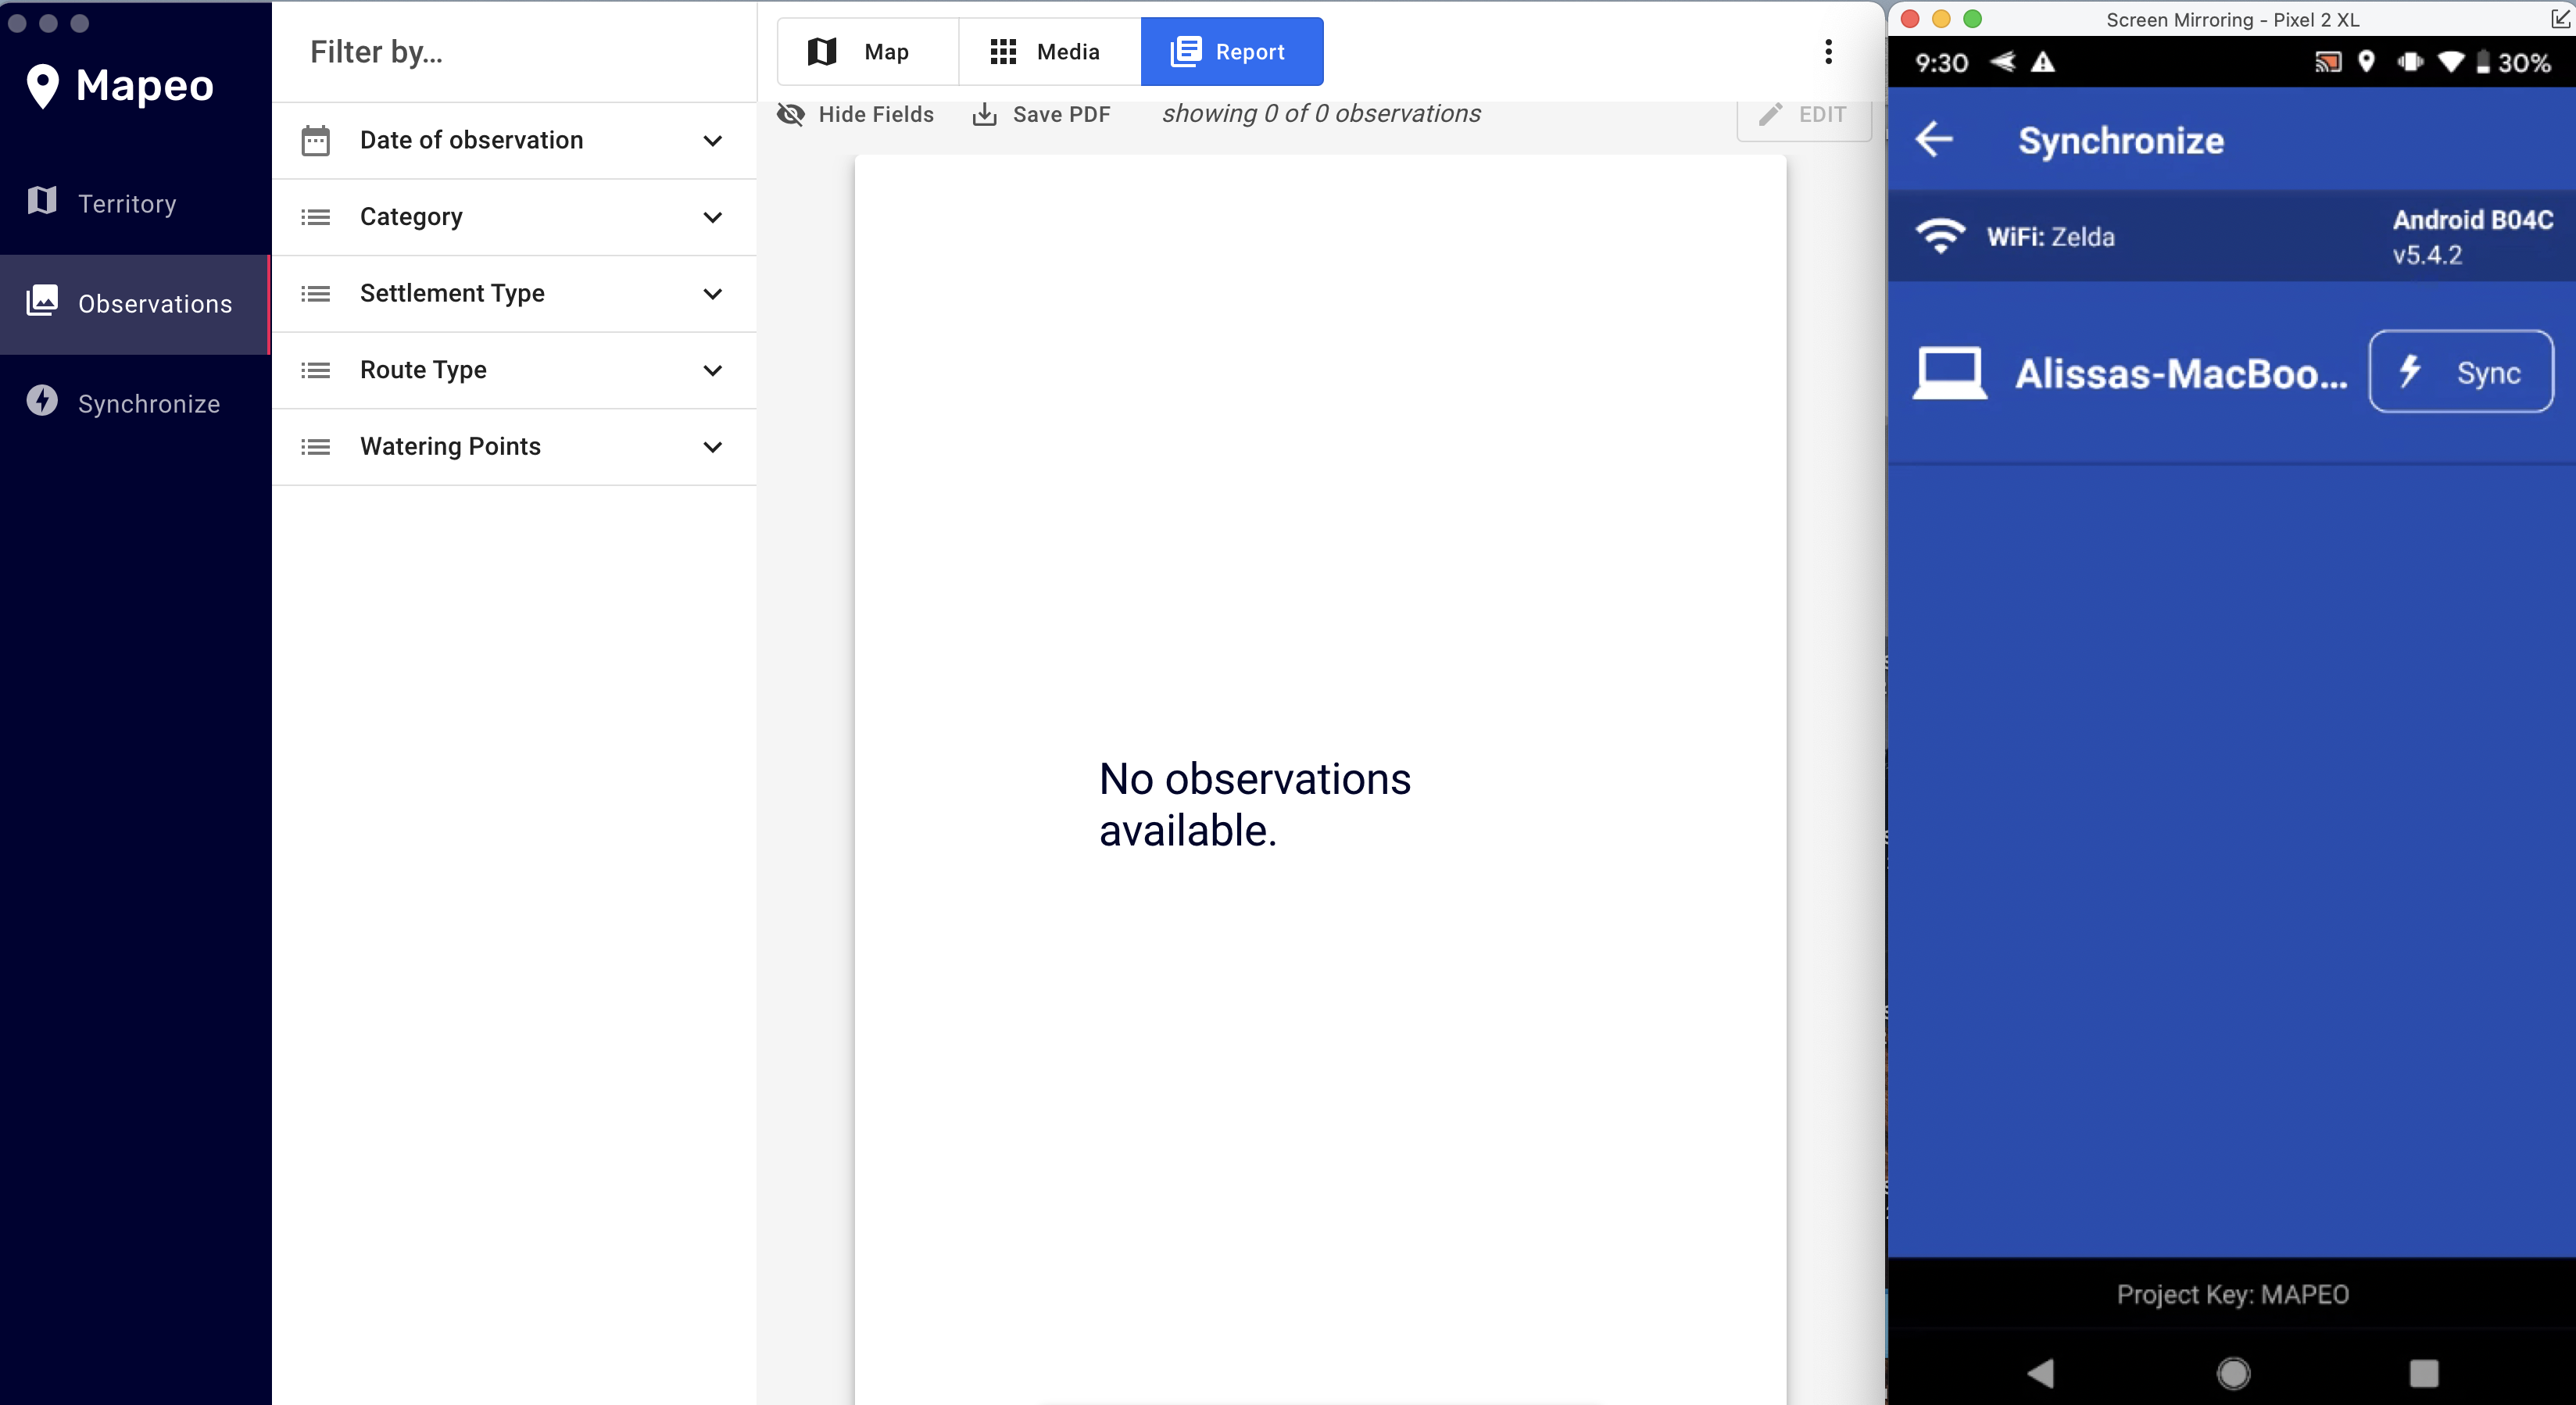 Mapeo
Territory
Observations
Synchronize
Filter by...
Date of observation
Category
Settlement Type
Route Type
Watering Points
Map
Media
Report
Hide Fields
Save PDF
showing 0 of 0 observations
EDIT
No observations
available.
Screen Mirroring - Pixel 2 XL
9:30
30%
Synchronize
WiFi: Zelda
Android B04C
v5.4.2
Alissas-MacBoo...
Sync
Project Key: MAPEO